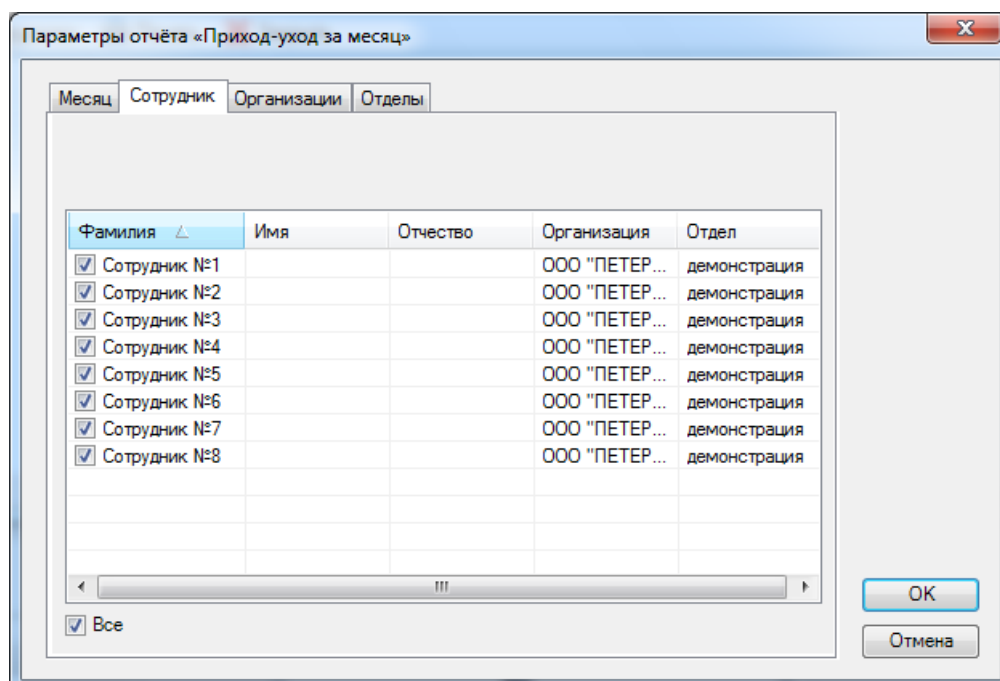 Параметры отчёта «Приход-уход за месяц»
Месяц Сотрудник Организации Отделы
Фамилия Имя Отчество Организация Отдел
Сотрудник №1 ООО "ПЕТЕР... демонстрация
Сотрудник №2 ООО "ПЕТЕР... демонстрация
Сотрудник №3 ООО "ПЕТЕР... демонстрация
Сотрудник №4 ООО "ПЕТЕР... демонстрация
Сотрудник №5 ООО "ПЕТЕР... демонстрация
Сотрудник №6 ООО "ПЕТЕР... демонстрация
Сотрудник №7 ООО "ПЕТЕР... демонстрация
Сотрудник №8 ООО "ПЕТЕР... демонстрация
OK
Все
Отмена